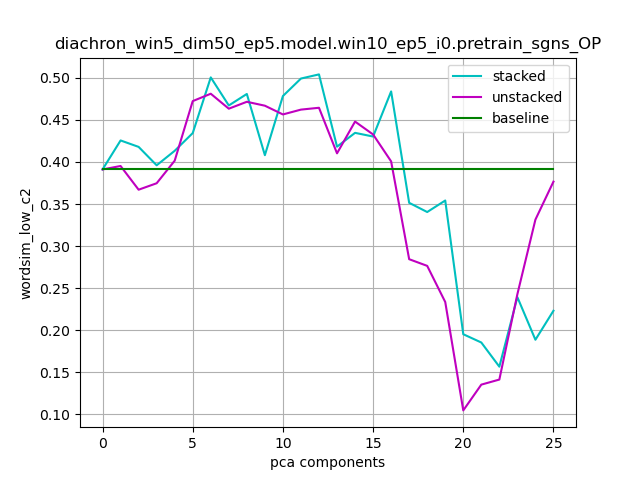 diachron_win5_dim50_ep5.model.win10_ep5_i0.pretrain_sgns_OP
stacked
unstacked
baseline
0.50
0.45
0.40
0.35
0.30
0.25
0.20
0.15
0.10
wordsim_low_c2
0 5 10 15 20 25
pca components